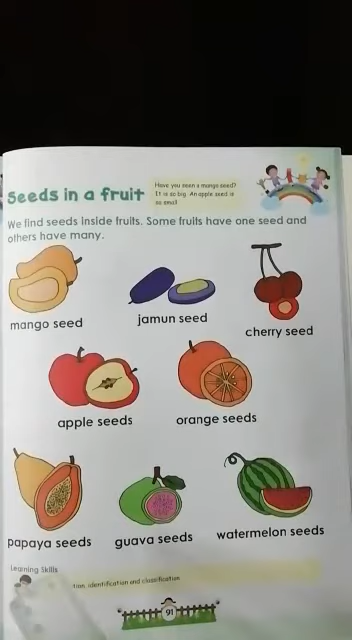 Seeds in a fruit
Have you seen a mango seed?
It is so big. An apple seed is
so small
We find seeds inside fruits. Some fruits have one seed and
others have many.
mango seed
jamun seed
cherry seed
apple seeds
orange seeds
papaya seeds
guava seeds
watermelon seeds
Learning Skills
identification and classification
91